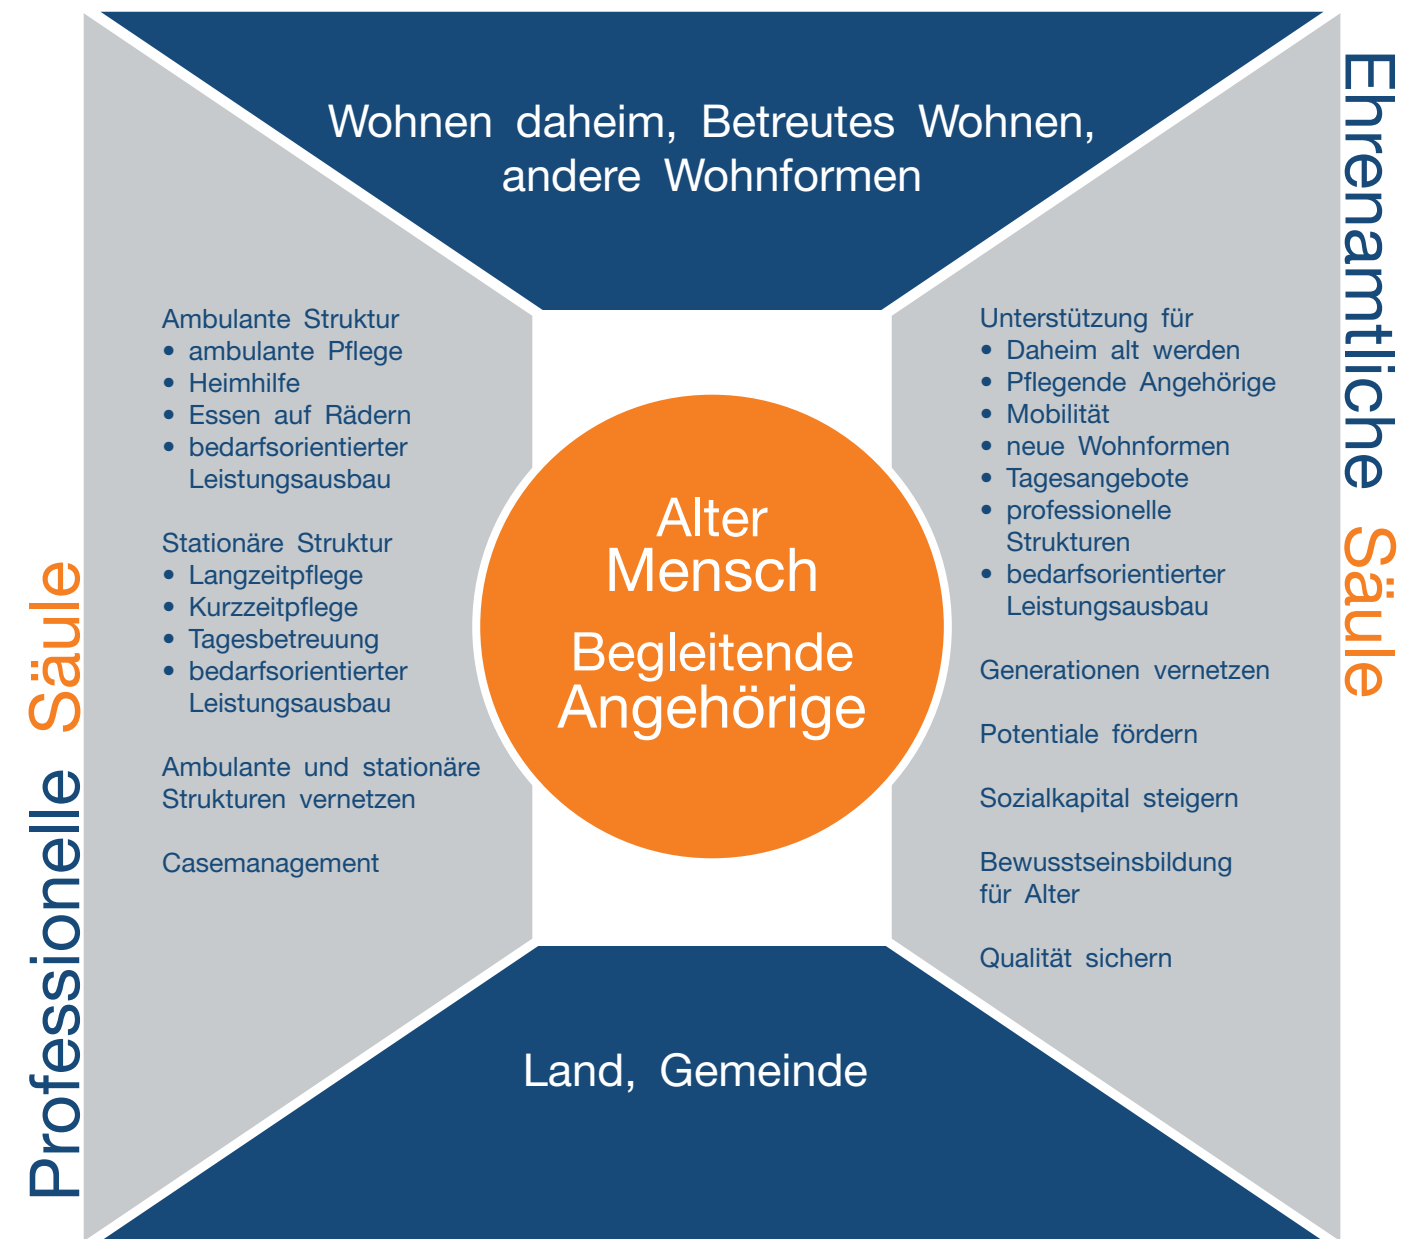 Wohnen daheim, Betreutes Wohnen,
andere Wohnformen
Professionelle Säule
Ambulante Struktur
• ambulante Pflege
• Heimhilfe
• Essen auf Rädern
• bedarfsorientierter
Leistungsausbau
Stationäre Struktur
• Langzeitpflege
• Kurzzeitpflege
• Tagesbetreuung
• bedarfsorientierter
Leistungsausbau
Ambulante und stationäre
Strukturen vernetzen
Casemanagement
Alter
Mensch
Begleitende
Angehörige
Ehrenamtliche Säule
Unterstützung für
• Daheim alt werden
• Pflegende Angehörige
• Mobilität
• neue Wohnformen
• Tagesangebote
• professionelle
Strukturen
• bedarfsorientierter
Leistungsausbau
Generationen vernetzen
Potentiale fördern
Sozialkapital steigern
Bewusstseinsbildung
für Alter
Qualität sichern
Land, Gemeinde